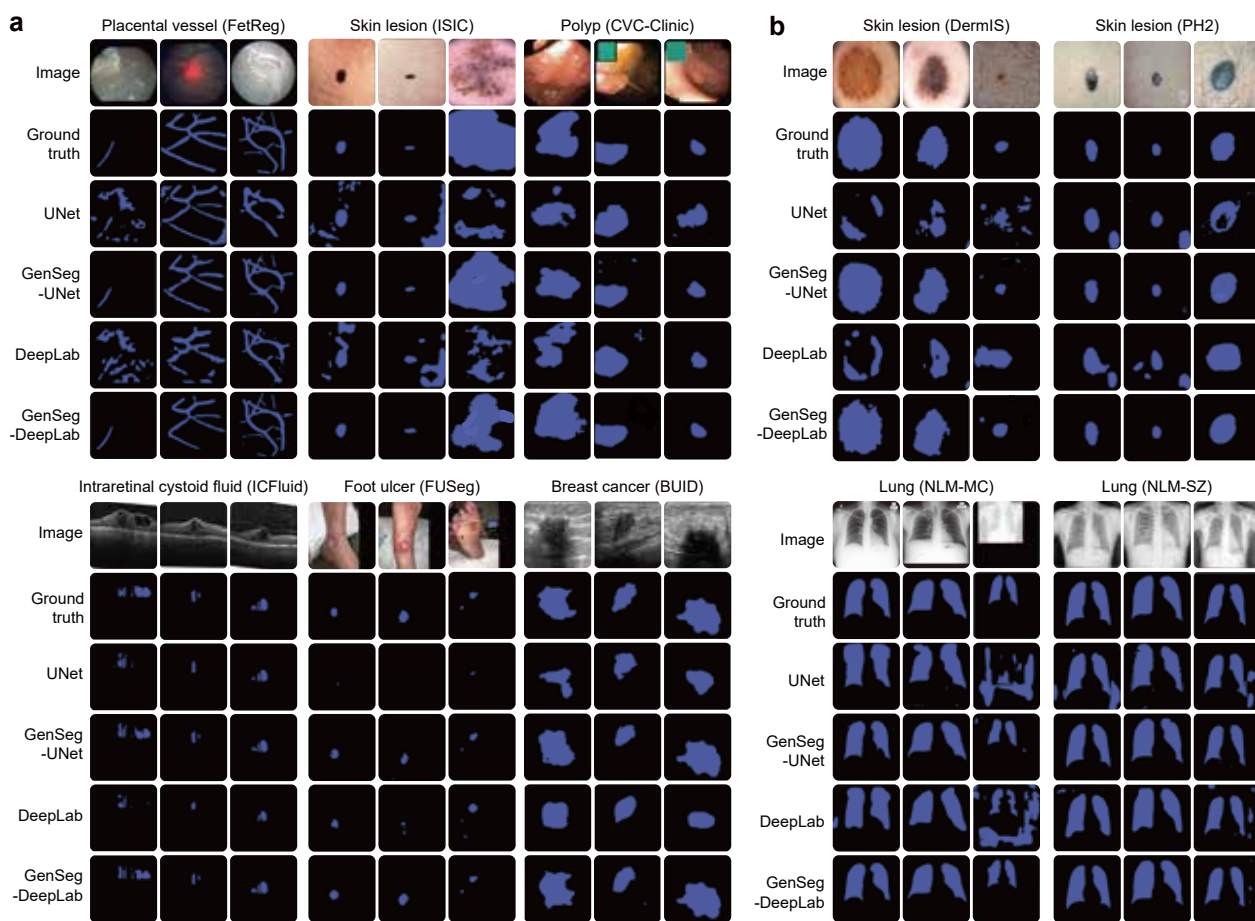 a
Placental vessel (FetReg)
Skin lesion (ISIC)
Polyp (CVC-Clinic)
Image
Ground
truth
UNet
GenSeg
-UNet
DeepLab
GenSeg
-DeepLab
Intraretinal cystoid fluid (ICFluid)
Foot ulcer (FUSeg)
Breast cancer (BUID)
Image
Ground
truth
UNet
GenSeg
-UNet
DeepLab
GenSeg
-DeepLab
b
Skin lesion (DermIS)
Skin lesion (PH2)
Image
Ground
truth
UNet
GenSeg
-UNet
DeepLab
GenSeg
-DeepLab
Lung (NLM-MC)
Lung (NLM-SZ)
Image
Ground
truth
UNet
GenSeg
-UNet
DeepLab
GenSeg
-DeepLab